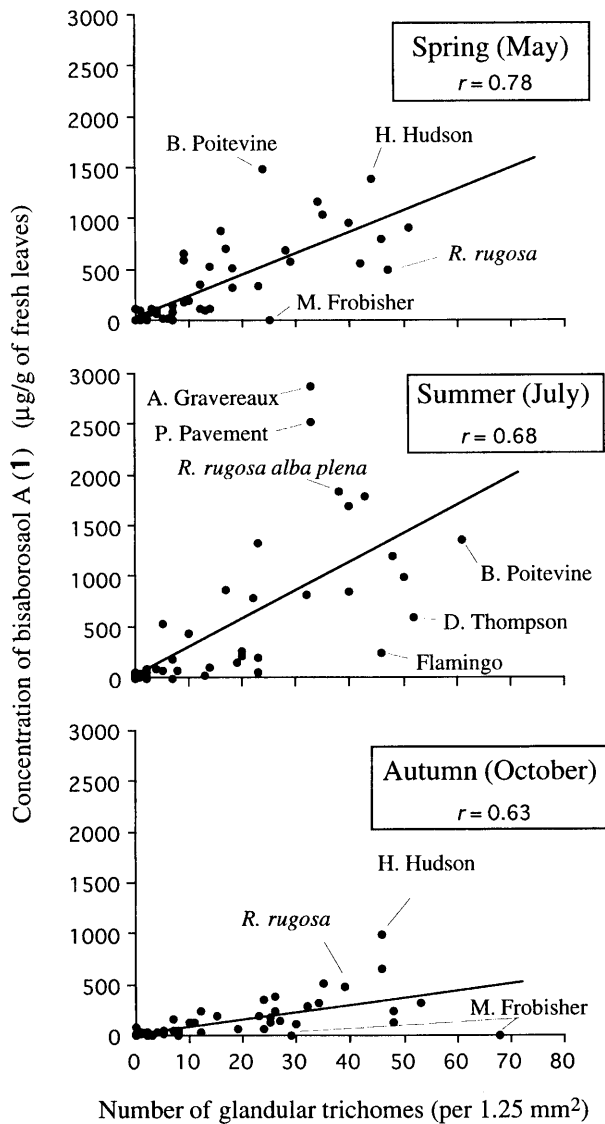 Concentration of bisaborosaol A (1) (μg/g of fresh leaves)
3000
2500
2000
1500
1000
500
0
Spring (May)
r = 0.78
B. Poitevine
H. Hudson
R. rugosa
M. Frobisher
3000
2500
2000
1500
1000
500
0
Summer (July)
r = 0.68
A. Gravereaux
P. Pavement
R. rugosa alba plena
B. Poitevine
D. Thompson
Flamingo
3000
2500
2000
1500
1000
500
0
Autumn (October)
r = 0.63
H. Hudson
R. rugosa
M. Frobisher
0 10 20 30 40 50 60 70 80
Number of glandular trichomes (per 1.25 mm²)